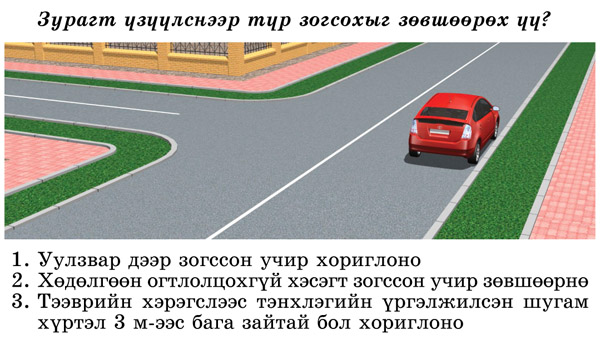 Зурагт үзүүлснээр түр зогсохыг зөвшөөрөх үү?
1. Уулзвар дээр зогссон учир хориглоно
2. Хөдөлгөөн огтлолцохгүй хэсэгт зогссон учир зөвшөөрнө
3. Тээврийн хэрэгслээс тэнхлэгийн үргэлжилсэн шугам
хүртэл 3 м-ээс бага зайтай бол хориглоно